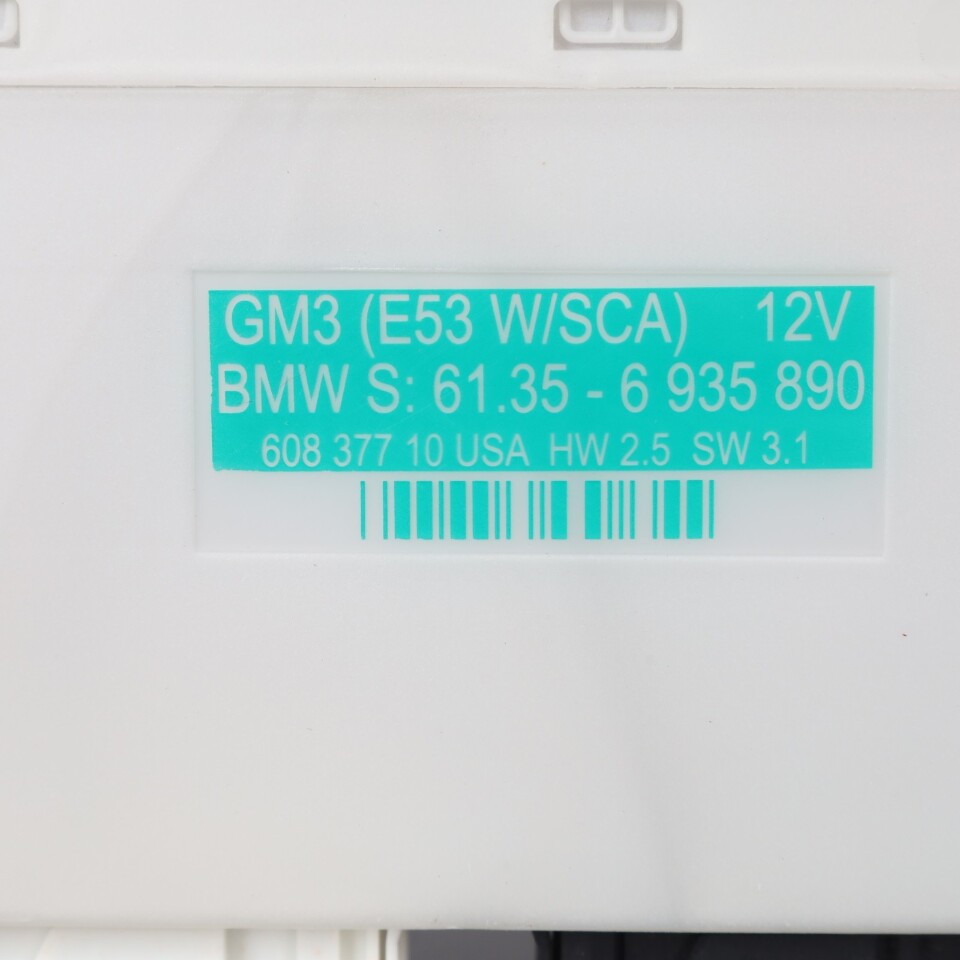 GM3 (E53 W/SCA) 12V
BMW S: 61.35 - 6 935 890
608 377 10 USA HW 2.5 SW 3.1